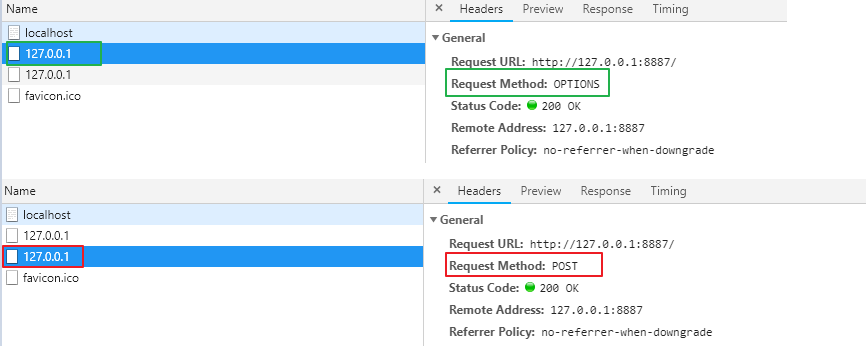 Name
localhost
127.0.0.1
127.0.0.1
favicon.ico
× Headers Preview Response Timing
▼ General
Request URL: http://127.0.0.1:8887/
Request Method: OPTIONS
Status Code: 200 OK
Remote Address: 127.0.0.1:8887
Referrer Policy: no-referrer-when-downgrade
Name
localhost
127.0.0.1
127.0.0.1
favicon.ico
× Headers Preview Response Timing
▼ General
Request URL: http://127.0.0.1:8887/
Request Method: POST
Status Code: 200 OK
Remote Address: 127.0.0.1:8887
Referrer Policy: no-referrer-when-downgrade